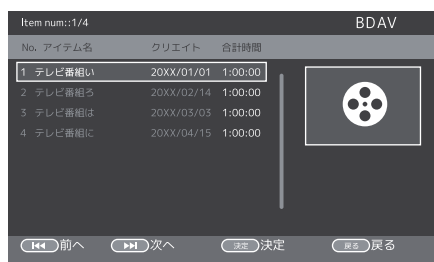 Item num::1/4 BDAV
No. アイテム名 クリエイト 合計時間
1 テレビ番組い 20XX/01/01 1:00:00
2 テレビ番組ろ 20XX/02/14 1:00:00
3 テレビ番組は 20XX/03/03 1:00:00
4 テレビ番組に 20XX/04/15 1:00:00
前へ 次へ 決定 決定 戻る 戻る